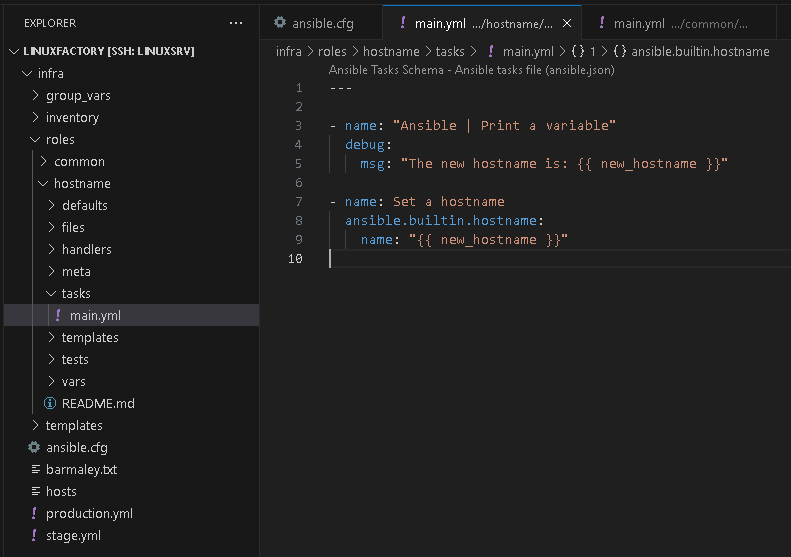 EXPLORER
LINUXFACTORY [SSH: LINUXSRV]
infra
group_vars
inventory
roles
common
hostname
defaults
files
handlers
meta
tasks
main.yml
templates
tests
vars
README.md
templates
ansible.cfg
barmaley.txt
hosts
production.yml
stage.yml
ansible.cfg
main.yml .../hostname/...
main.yml .../common/...
infra > roles > hostname > tasks > ! main.yml > {} 1 > {} ansible.builtin.hostname
Ansible Tasks Schema - Ansible tasks file (ansible.json)
1 ---
2
3 - name: "Ansible | Print a variable"
4 debug:
5 msg: "The new hostname is: {{ new_hostname }}"
6
7 - name: Set a hostname
8 ansible.builtin.hostname:
9 name: "{{ new_hostname }}"
10